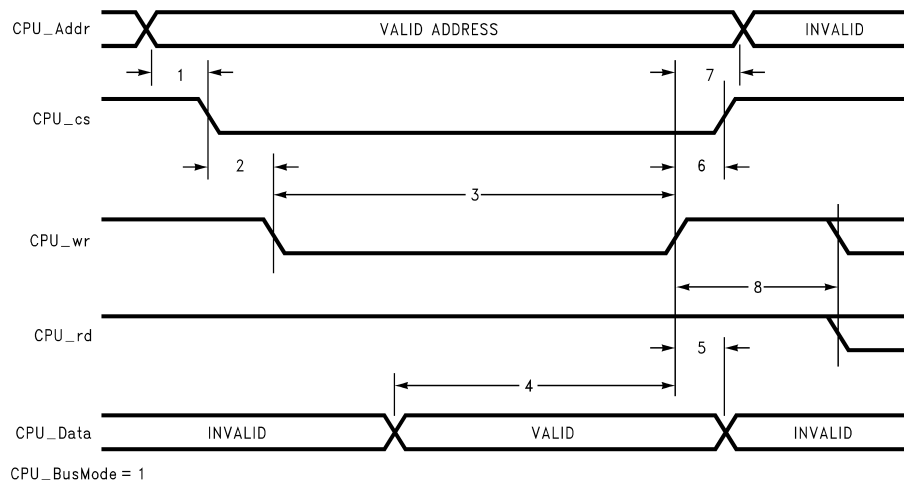 CPU_Addr VALID ADDRESS INVALID
1 7
CPU_cs
2 6
3
CPU_wr
8
CPU_rd
5
4
CPU_Data INVALID VALID INVALID
CPU_BusMode = 1